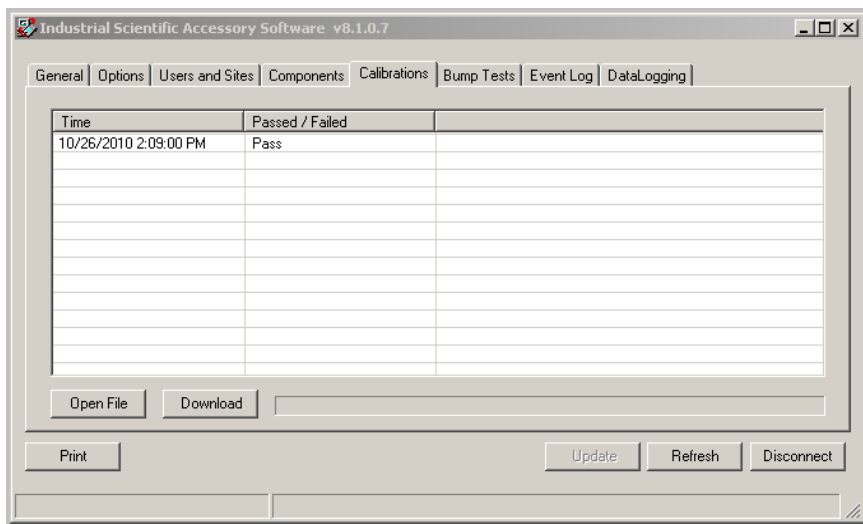 Industrial Scientific Accessory Software v8.1.0.7
General Options Users and Sites Components Calibrations Bump Tests Event Log DataLogging
Time Passed / Failed
10/26/2010 2:09:00 PM Pass
Open File Download
Print Update Refresh Disconnect